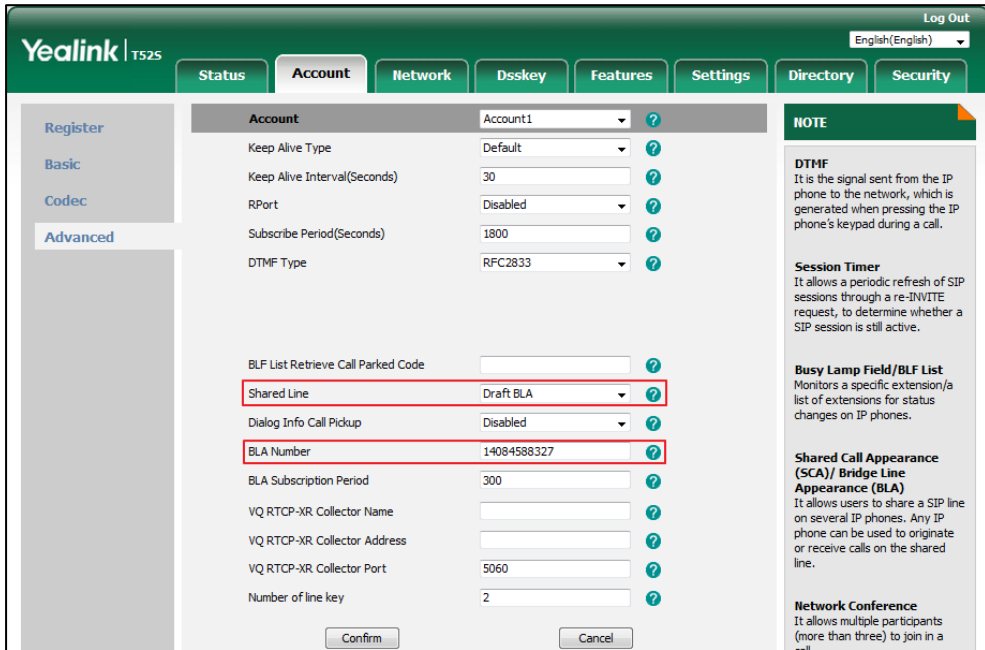 Log Out
Yealink | T52S
English(English)
Status Account Network Dsskey Features Settings Directory Security
Register
Basic
Codec
Advanced
Account Account1
Keep Alive Type Default
Keep Alive Interval(Seconds) 30
RPort Disabled
Subscribe Period(Seconds) 1800
DTMF Type RFC2833
BLF List Retrieve Call Parked Code
Shared Line Draft BLA
Dialog Info Call Pickup Disabled
BLA Number 14084588327
BLA Subscription Period 300
VQ RTCP-XR Collector Name
VQ RTCP-XR Collector Address
VQ RTCP-XR Collector Port 5060
Number of line key 2
Confirm Cancel
NOTE
DTMF
It is the signal sent from the IP
phone to the network, which is
generated when pressing the IP
phone's keypad during a call.
Session Timer
It allows a periodic refresh of SIP
sessions through a re-INVITE
request, to determine whether a
SIP session is still active.
Busy Lamp Field/BLF List
Monitors a specific extension/a
list of extensions for status
changes on IP phones.
Shared Call Appearance
(SCA)/ Bridge Line
Appearance (BLA)
It allows users to share a SIP line
on several IP phones. Any IP
phone can be used to originate
or receive calls on the shared
line.
Network Conference
It allows multiple participants
(more than three) to join in a